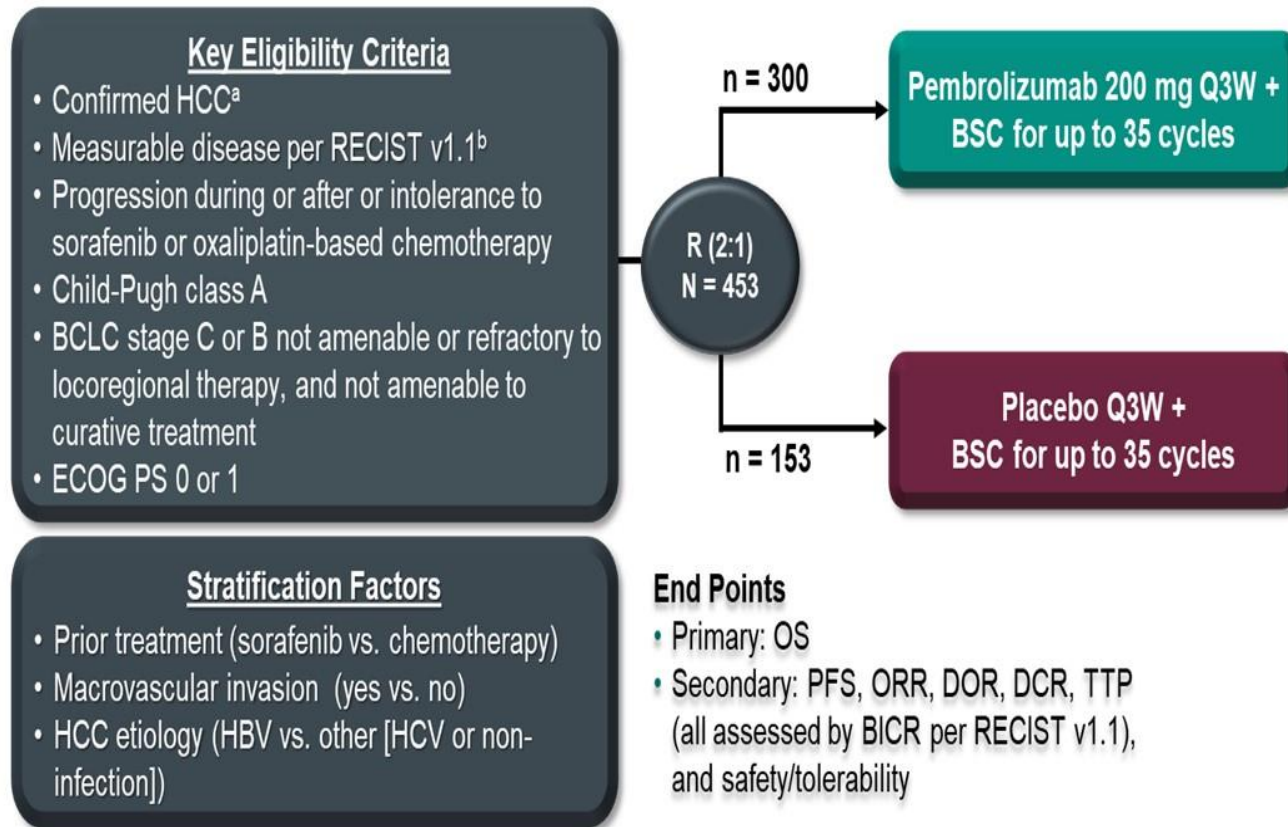 Key Eligibility Criteria
• Confirmed HCCᵃ
• Measurable disease per RECIST v1.1ᵇ
• Progression during or after or intolerance to
sorafenib or oxaliplatin-based chemotherapy
• Child-Pugh class A
• BCLC stage C or B not amenable or refractory to
locoregional therapy, and not amenable to
curative treatment
• ECOG PS 0 or 1
R (2:1)
N = 453
n = 300
Pembrolizumab 200 mg Q3W +
BSC for up to 35 cycles
n = 153
Placebo Q3W +
BSC for up to 35 cycles
Stratification Factors
• Prior treatment (sorafenib vs. chemotherapy)
• Macrovascular invasion (yes vs. no)
• HCC etiology (HBV vs. other [HCV or non-
infection])
End Points
• Primary: OS
• Secondary: PFS, ORR, DOR, DCR, TTP
(all assessed by BICR per RECIST v1.1),
and safety/tolerability